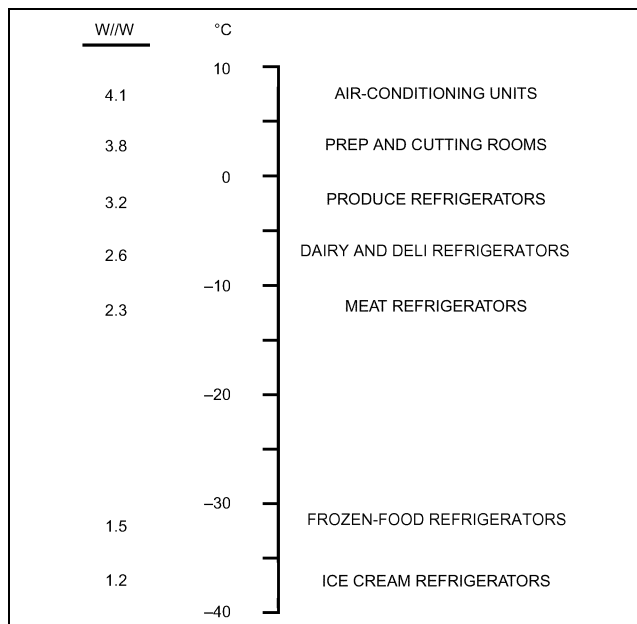 W//W °C
10
4.1 AIR-CONDITIONING UNITS
3.8 PREP AND CUTTING ROOMS
0
3.2 PRODUCE REFRIGERATORS
2.6 DAIRY AND DELI REFRIGERATORS
–10
2.3 MEAT REFRIGERATORS
–20
–30
1.5 FROZEN-FOOD REFRIGERATORS
1.2 ICE CREAM REFRIGERATORS
–40